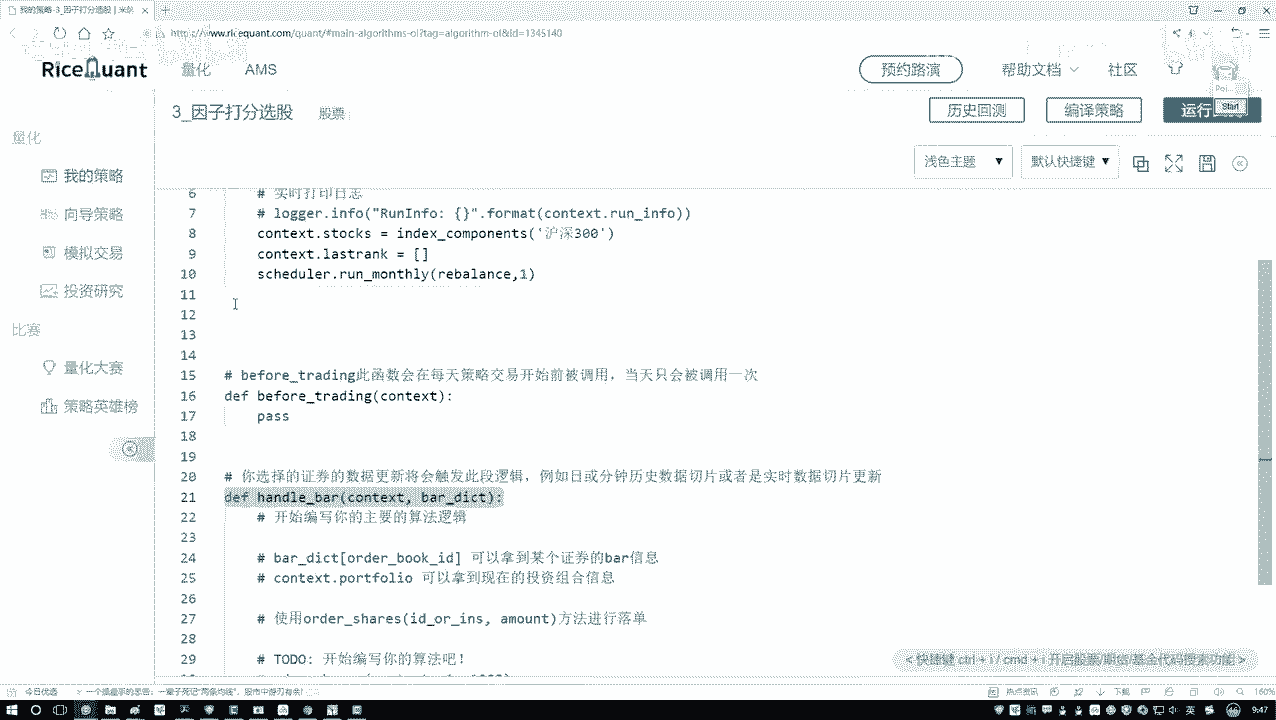 我的策略-3_因子打分选股 | 米
http://www.ricequant.com/quant/#main-algorithms-ol?tag=algorithm-ol&id=1345140
RiceQuant 量化 AMS 预约路演 帮助文档 社区
3_因子打分选股 股票 历史回测 编译策略 运行
Start
量化
浅色主题 默认快捷键
我的策略
向导策略
模拟交易
投资研究
比赛
量化大赛
策略英雄榜
6 # 实时打印日志
7 # logger.info("RunInfo: {}".format(context.run_info))
8 context.stocks = index_components('沪深300')
9 context.lastrank = []
10 scheduler.run_monthly(rebalance,1)
11
12
13
14
15 # before_trading此函数会在每天策略交易开始前被调用，当天只会被调用一次
16 def before_trading(context):
17 pass
18
19
20 # 你选择的证券的数据更新将会触发此段逻辑，例如日或分钟历史数据切片或者是实时数据切片更新
21 def handle_bar(context, bar_dict):
22 # 开始编写你的主要的算法逻辑
23
24 # bar_dict[order_book_id] 可以拿到某个证券的bar信息
25 # context.portfolio 可以拿到现在的投资组合信息
26
27 # 使用order_shares(id_or_ins, amount)方法进行落单
28
29 # TODO: 开始编写你的算法吧！
<快捷键 ctrl + i / cmd + i 开启股票/期货/基金代码搜索功能>
今日优选 热点资讯 下载 160%
9:47